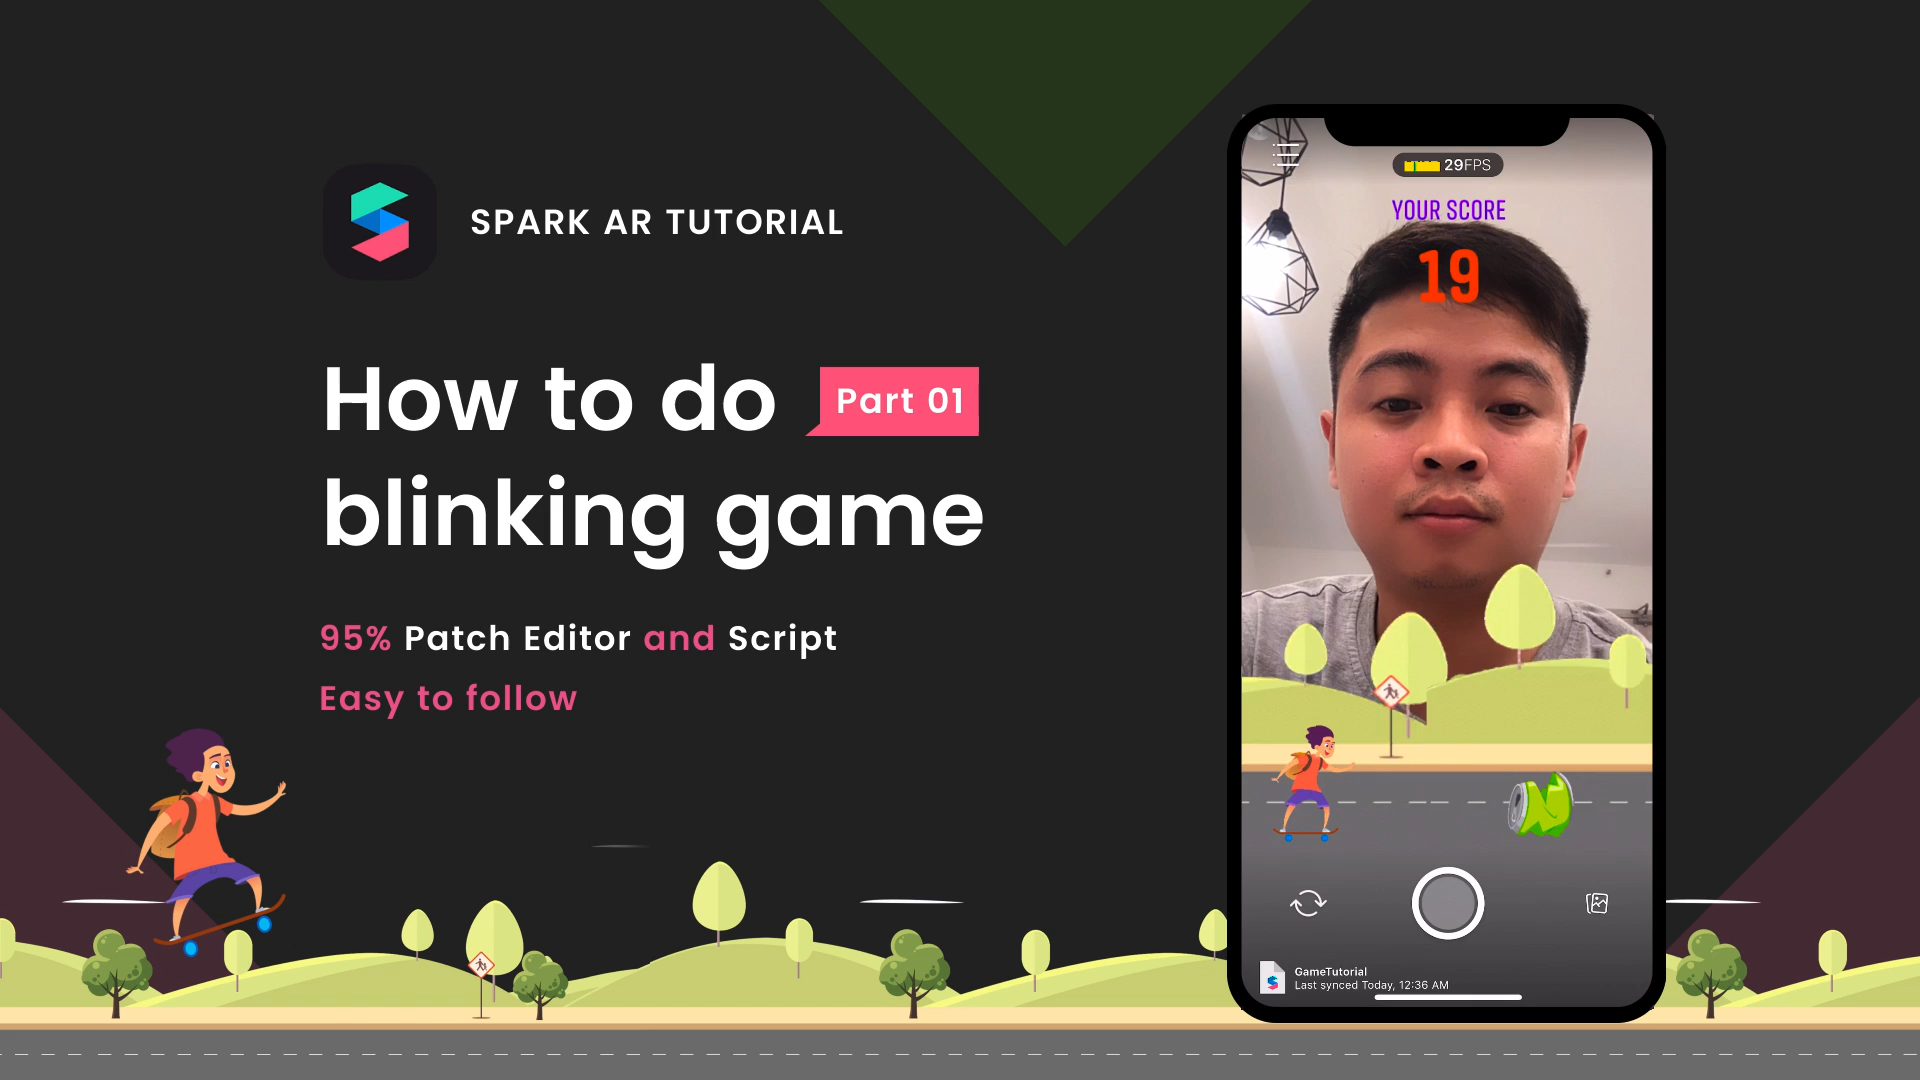 SPARK AR TUTORIAL
How to do
Part 01
blinking game
95% Patch Editor and Script
Easy to follow
29FPS
YOUR SCORE
19
GameTutorial
Last synced Today, 12:36 AM